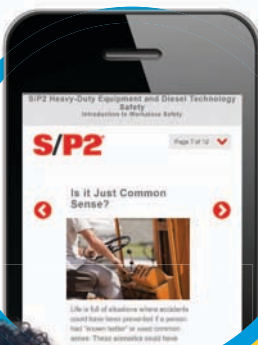 S/P2 Heavy-Duty Equipment and Diesel Technology
Safety
Introduction to Workplace Safety
S/P2
Page 7 of 12
Is it Just Common
Sense?
Life is full of situations where accidents
could have been prevented if a person
had "known better" or used common
sense. These scenarios could have